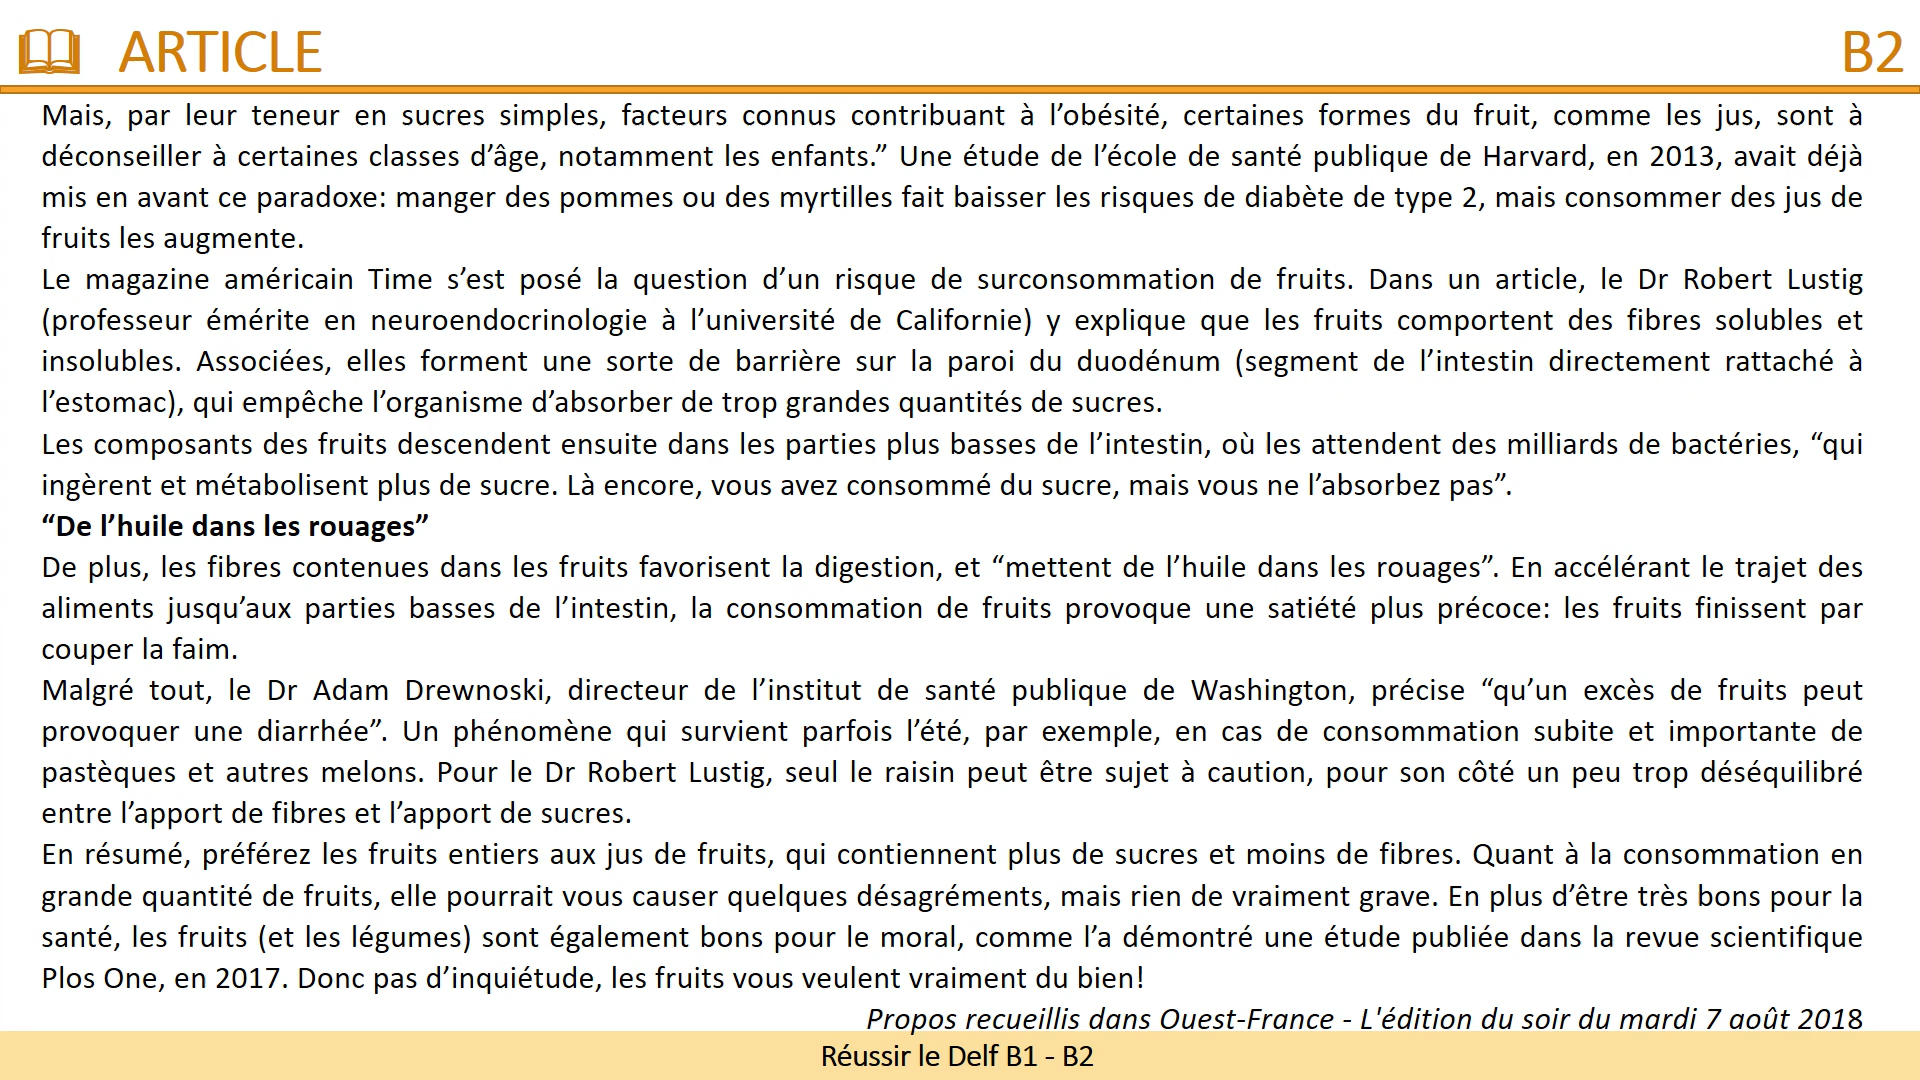 ARTICLE
B2
Mais, par leur teneur en sucres simples, facteurs connus contribuant à l’obésité, certaines formes du fruit, comme les jus, sont à
déconseiller à certaines classes d’âge, notamment les enfants.” Une étude de l’école de santé publique de Harvard, en 2013, avait déjà
mis en avant ce paradoxe: manger des pommes ou des myrtilles fait baisser les risques de diabète de type 2, mais consommer des jus de
fruits les augmente.
Le magazine américain Time s’est posé la question d’un risque de surconsommation de fruits. Dans un article, le Dr Robert Lustig
(professeur émérite en neuroendocrinologie à l’université de Californie) y explique que les fruits comportent des fibres solubles et
insolubles. Associées, elles forment une sorte de barrière sur la paroi du duodénum (segment de l’intestin directement rattaché à
l’estomac), qui empêche l’organisme d’absorber de trop grandes quantités de sucres.
Les composants des fruits descendent ensuite dans les parties plus basses de l’intestin, où les attendent des milliards de bactéries, “qui
ingèrent et métabolisent plus de sucre. Là encore, vous avez consommé du sucre, mais vous ne l’absorbez pas”.
“De l’huile dans les rouages”
De plus, les fibres contenues dans les fruits favorisent la digestion, et “mettent de l’huile dans les rouages”. En accélérant le trajet des
aliments jusqu’aux parties basses de l’intestin, la consommation de fruits provoque une satiété plus précoce: les fruits finissent par
couper la faim.
Malgré tout, le Dr Adam Drewnoski, directeur de l’institut de santé publique de Washington, précise “qu’un excès de fruits peut
provoquer une diarrhée”. Un phénomène qui survient parfois l’été, par exemple, en cas de consommation subite et importante de
pastèques et autres melons. Pour le Dr Robert Lustig, seul le raisin peut être sujet à caution, pour son côté un peu trop déséquilibré
entre l’apport de fibres et l’apport de sucres.
En résumé, préférez les fruits entiers aux jus de fruits, qui contiennent plus de sucres et moins de fibres. Quant à la consommation en
grande quantité de fruits, elle pourrait vous causer quelques désagréments, mais rien de vraiment grave. En plus d’être très bons pour la
santé, les fruits (et les légumes) sont également bons pour le moral, comme l’a démontré une étude publiée dans la revue scientifique
Plos One, en 2017. Donc pas d’inquiétude, les fruits vous veulent vraiment du bien!
Propos recueillis dans Ouest-France - L'édition du soir du mardi 7 août 2018
Réussir le Delf B1 - B2